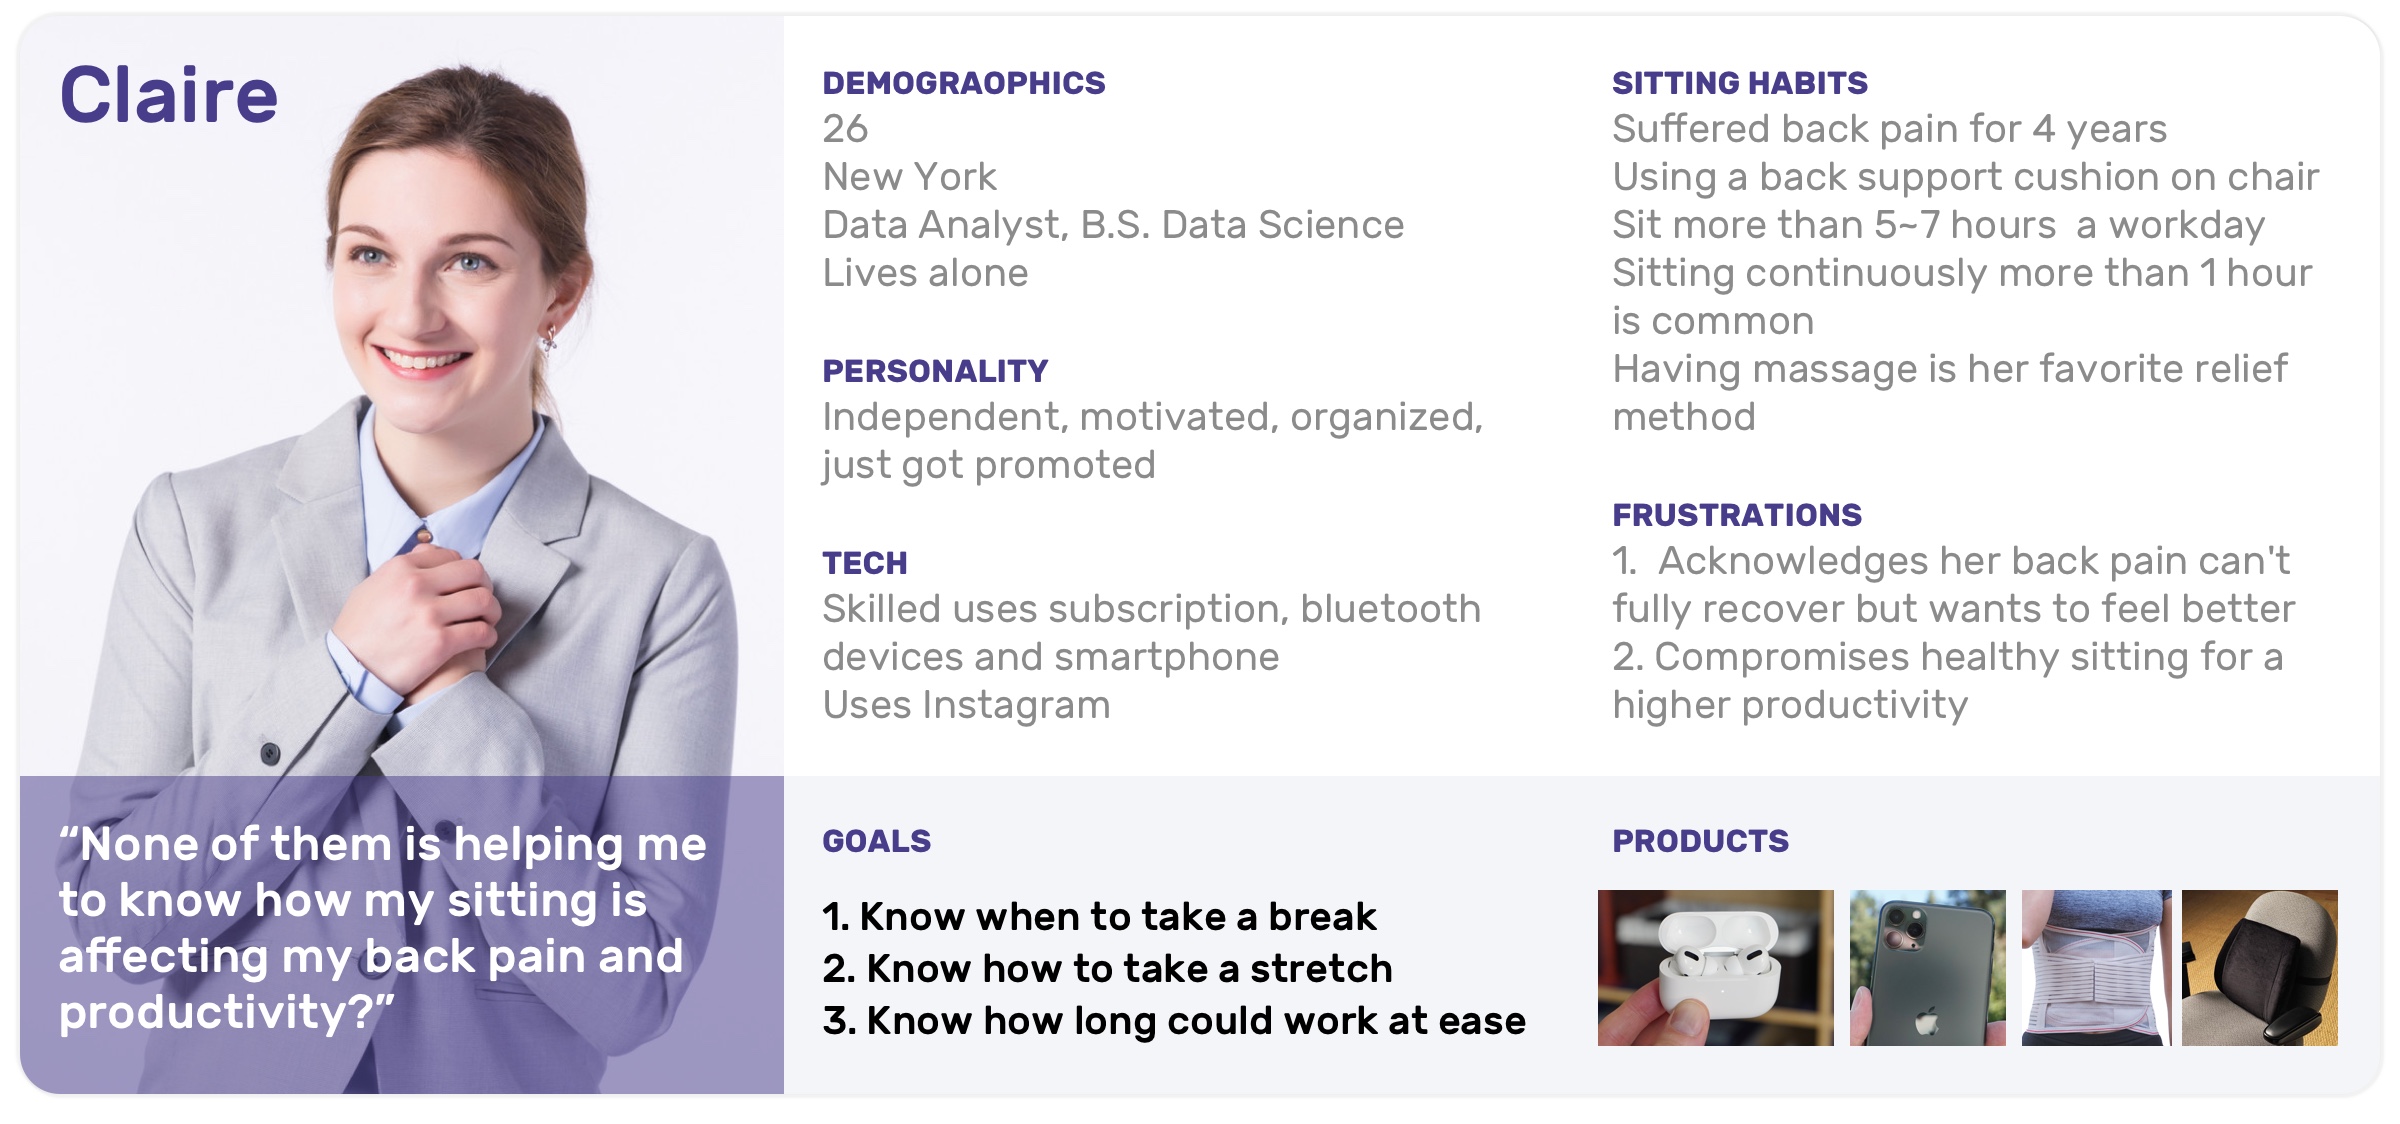 Claire
“None of them is helping me
to know how my sitting is
affecting my back pain and
productivity?”
DEMOGRAOPHICS
26
New York
Data Analyst, B.S. Data Science
Lives alone
PERSONALITY
Independent, motivated, organized,
just got promoted
TECH
Skilled uses subscription, bluetooth
devices and smartphone
Uses Instagram
SITTING HABITS
Suffered back pain for 4 years
Using a back support cushion on chair
Sit more than 5~7 hours  a workday
Sitting continuously more than 1 hour
is common
Having massage is her favorite relief
method
FRUSTRATIONS
1.  Acknowledges her back pain can't
fully recover but wants to feel better
2. Compromises healthy sitting for a
higher productivity
GOALS
1. Know when to take a break
2. Know how to take a stretch
3. Know how long could work at ease
PRODUCTS